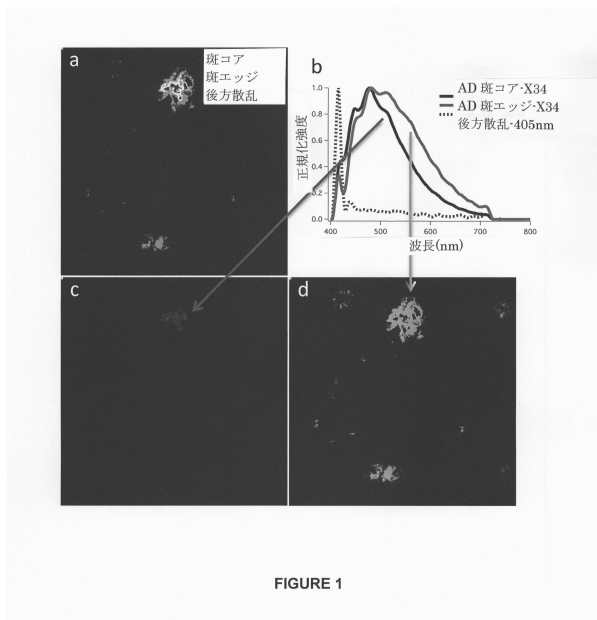 a
斑コア
斑エッジ
後方散乱
b
AD 斑コア-X34
AD 斑エッジ-X34
後方散乱-405nm
正規化強度
1.0
0.8
0.6
0.4
0.2
0.0
400 500 600 700 800
波長(nm)
c
d
FIGURE 1